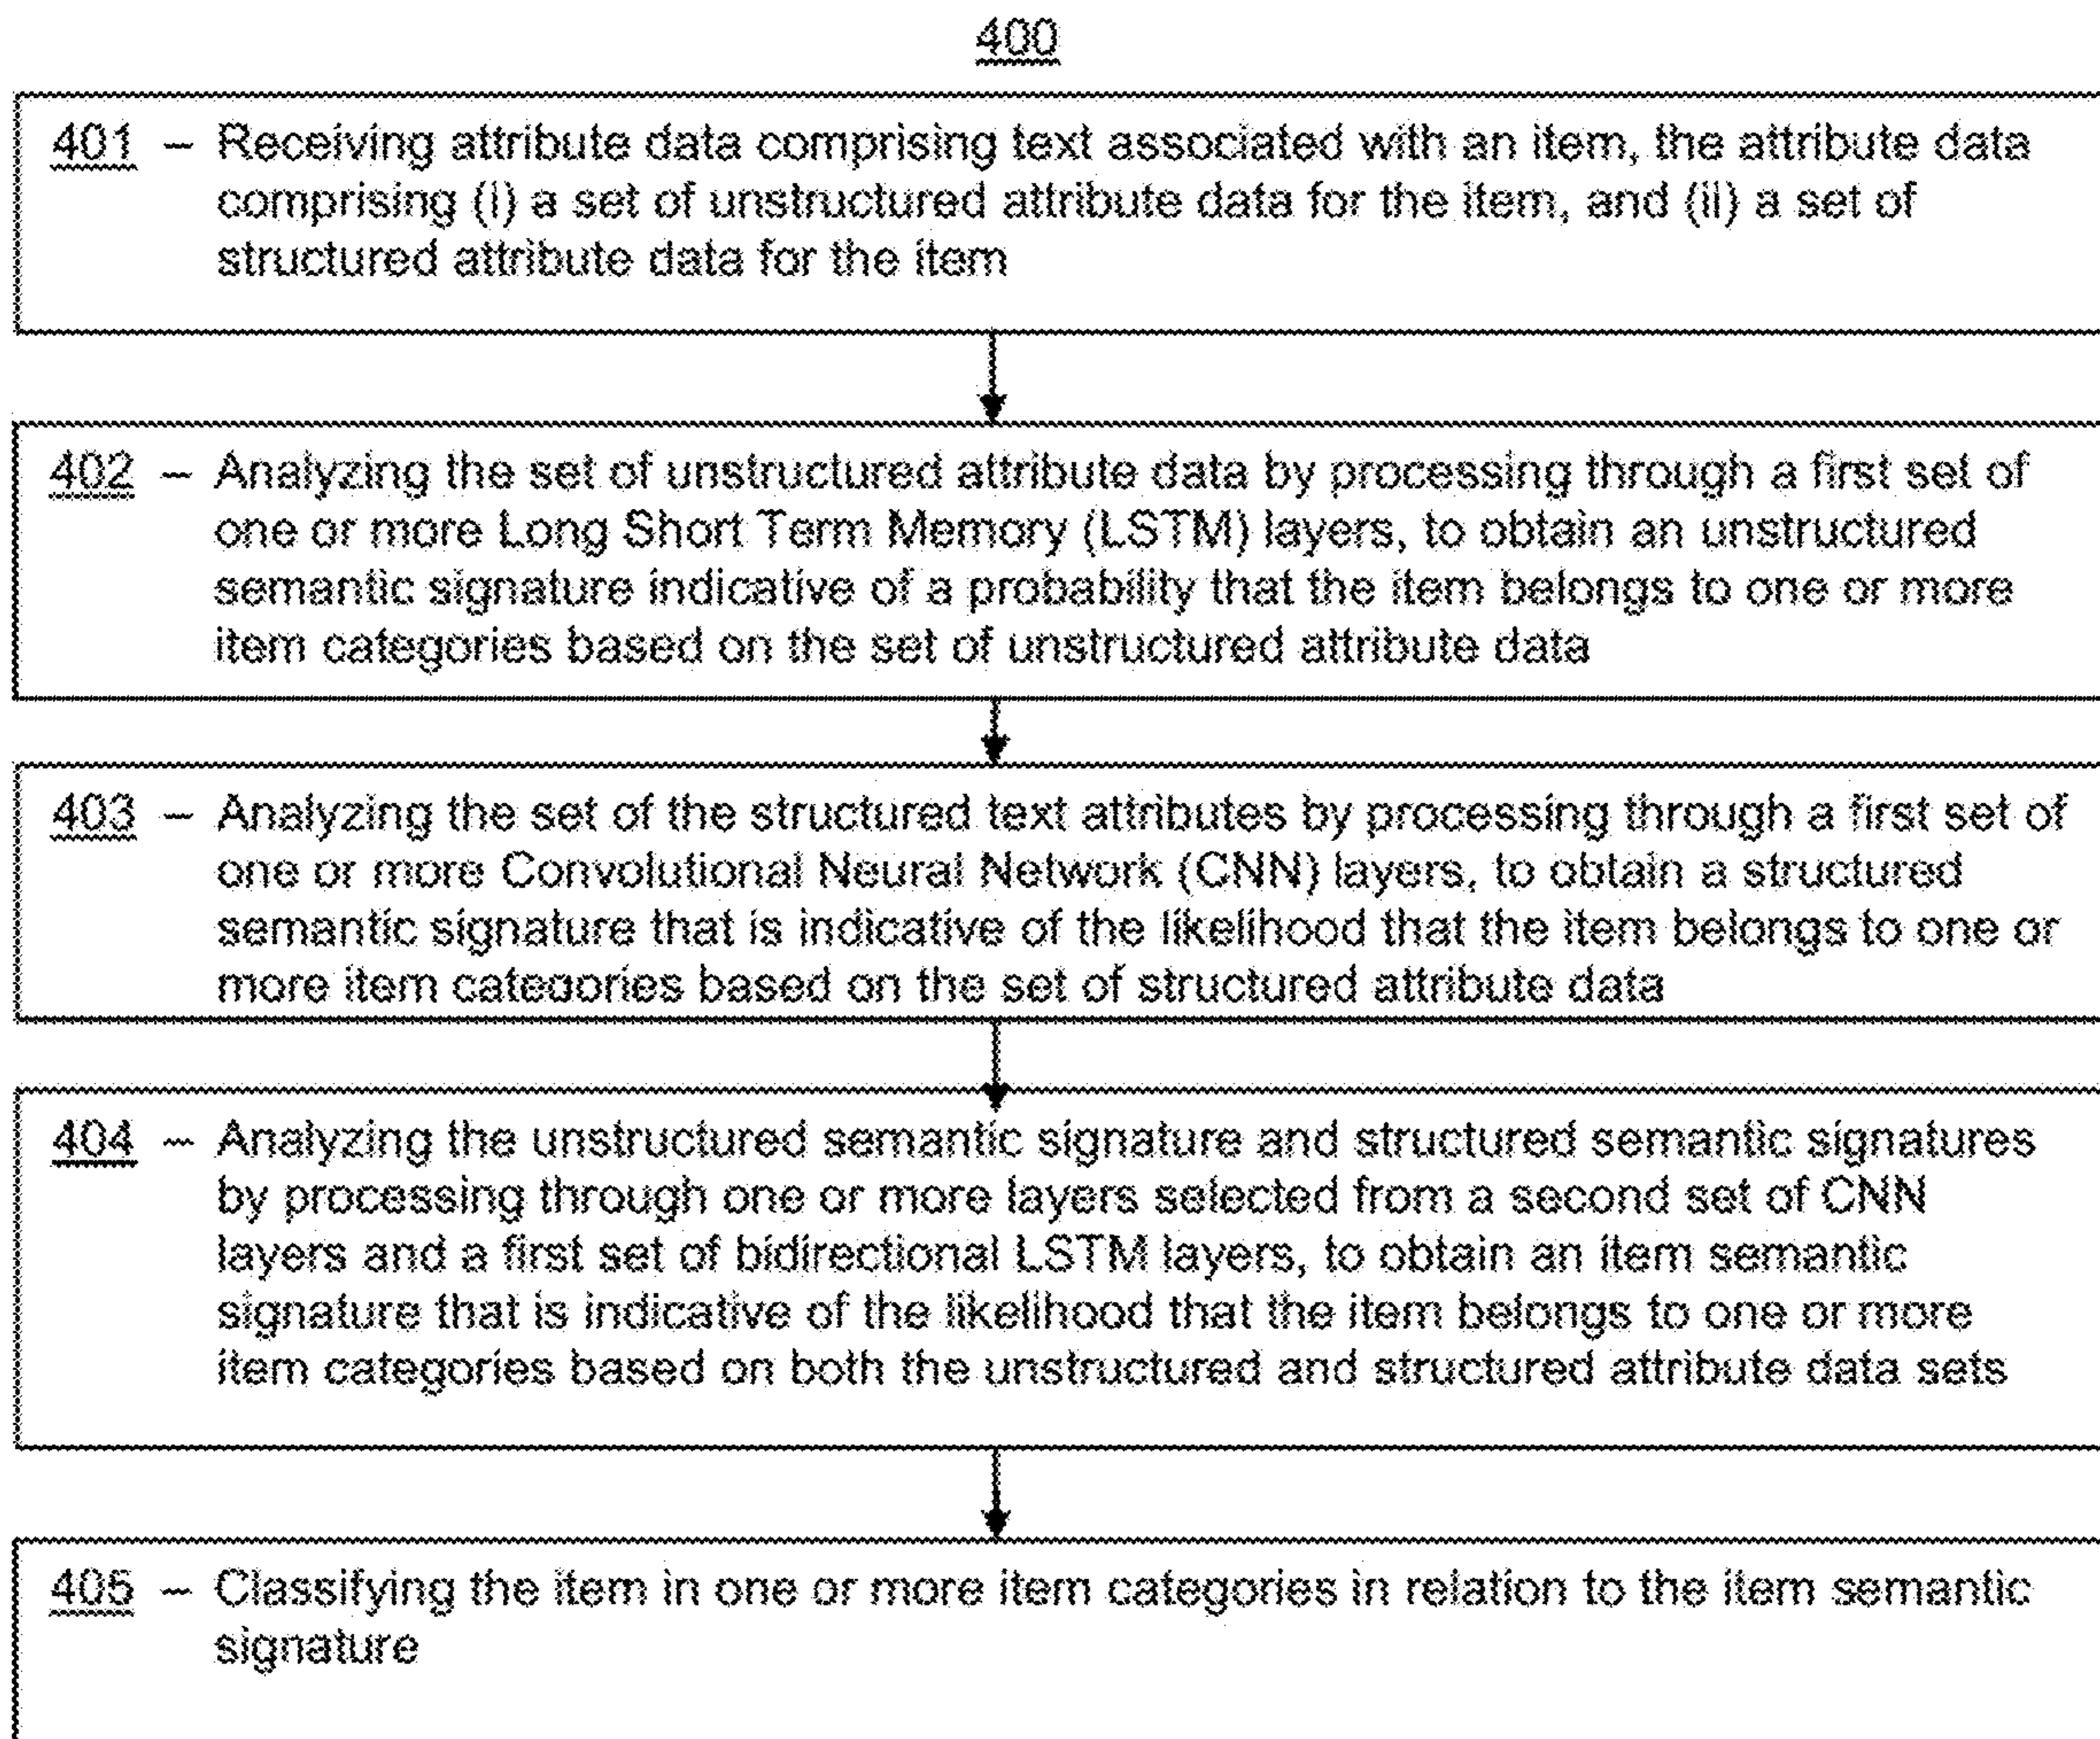 400
401 – Receiving attribute data comprising text associated with an item, the attribute data
comprising (i) a set of unstructured attribute data for the item, and (ii) a set of
structured attribute data for the item
402 – Analyzing the set of unstructured attribute data by processing through a first set of
one or more Long Short Term Memory (LSTM) layers, to obtain an unstructured
semantic signature indicative of a probability that the item belongs to one or more
item categories based on the set of unstructured attribute data
403 – Analyzing the set of the structured text attributes by processing through a first set of
one or more Convolutional Neural Network (CNN) layers, to obtain a structured
semantic signature that is indicative of the likelihood that the item belongs to one or
more item categories based on the set of structured attribute data
404 – Analyzing the unstructured semantic signature and structured semantic signatures
by processing through one or more layers selected from a second set of CNN
layers and a first set of bidirectional LSTM layers, to obtain an item semantic
signature that is indicative of the likelihood that the item belongs to one or more
item categories based on both the unstructured and structured attribute data sets
405 – Classifying the item in one or more item categories in relation to the item semantic
signature